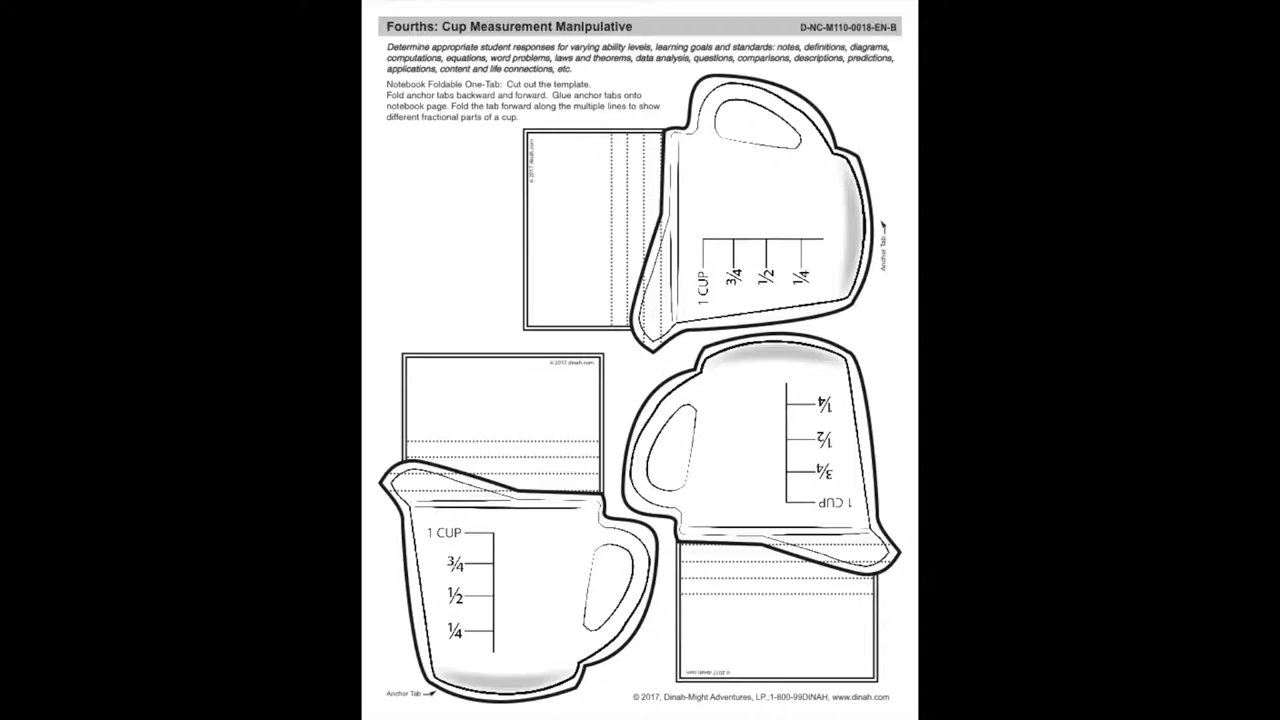 Fourths: Cup Measurement Manipulative
D-NC-M110-0018-EN-B
Determine appropriate student responses for varying ability levels, learning goals and standards: notes, definitions, diagrams,
computations, equations, word problems, laws and theorems, data analysis, questions, comparisons, descriptions, predictions,
applications, content and life connections, etc.
Notebook Foldable One-Tab: Cut out the template.
Fold anchor tabs backward and forward. Glue anchor tabs onto
notebook page. Fold the tab forward along the multiple lines to show
different fractional parts of a cup.
© 2017 dinah.com
1 CUP
¾
½
¼
Anchor Tab
© 2017 dinah.com
1 CUP
¾
½
¼
Anchor Tab
¼
½
¾
1 CUP
© 2017 dinah.com
© 2017, Dinah-Might Adventures, LP.;1-800-99DINAH, www.dinah.com